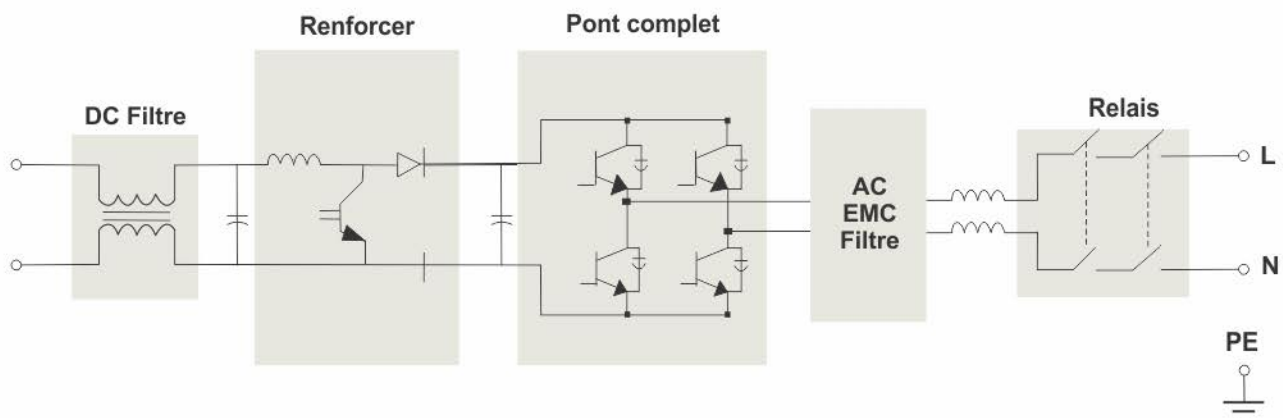 Renforcer
Pont complet
DC Filtre
Relais
AC
EMC
Filtre
L
N
PE